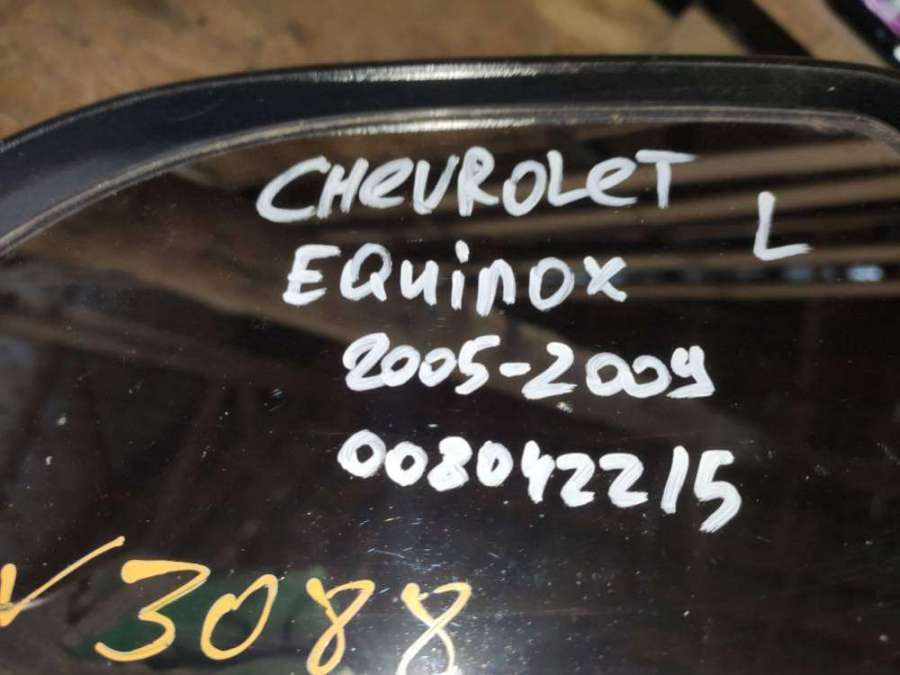 CHEVROLET L
EQUINOX
2005-2009
008042215
V 3088